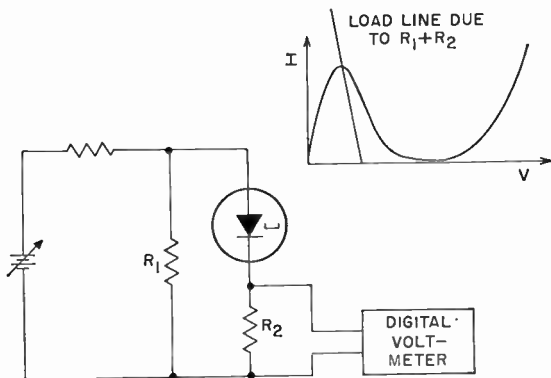 LOAD LINE DUE
TO R1+R2
I
V
R1
R2
DIGITAL·
VOLT-
METER